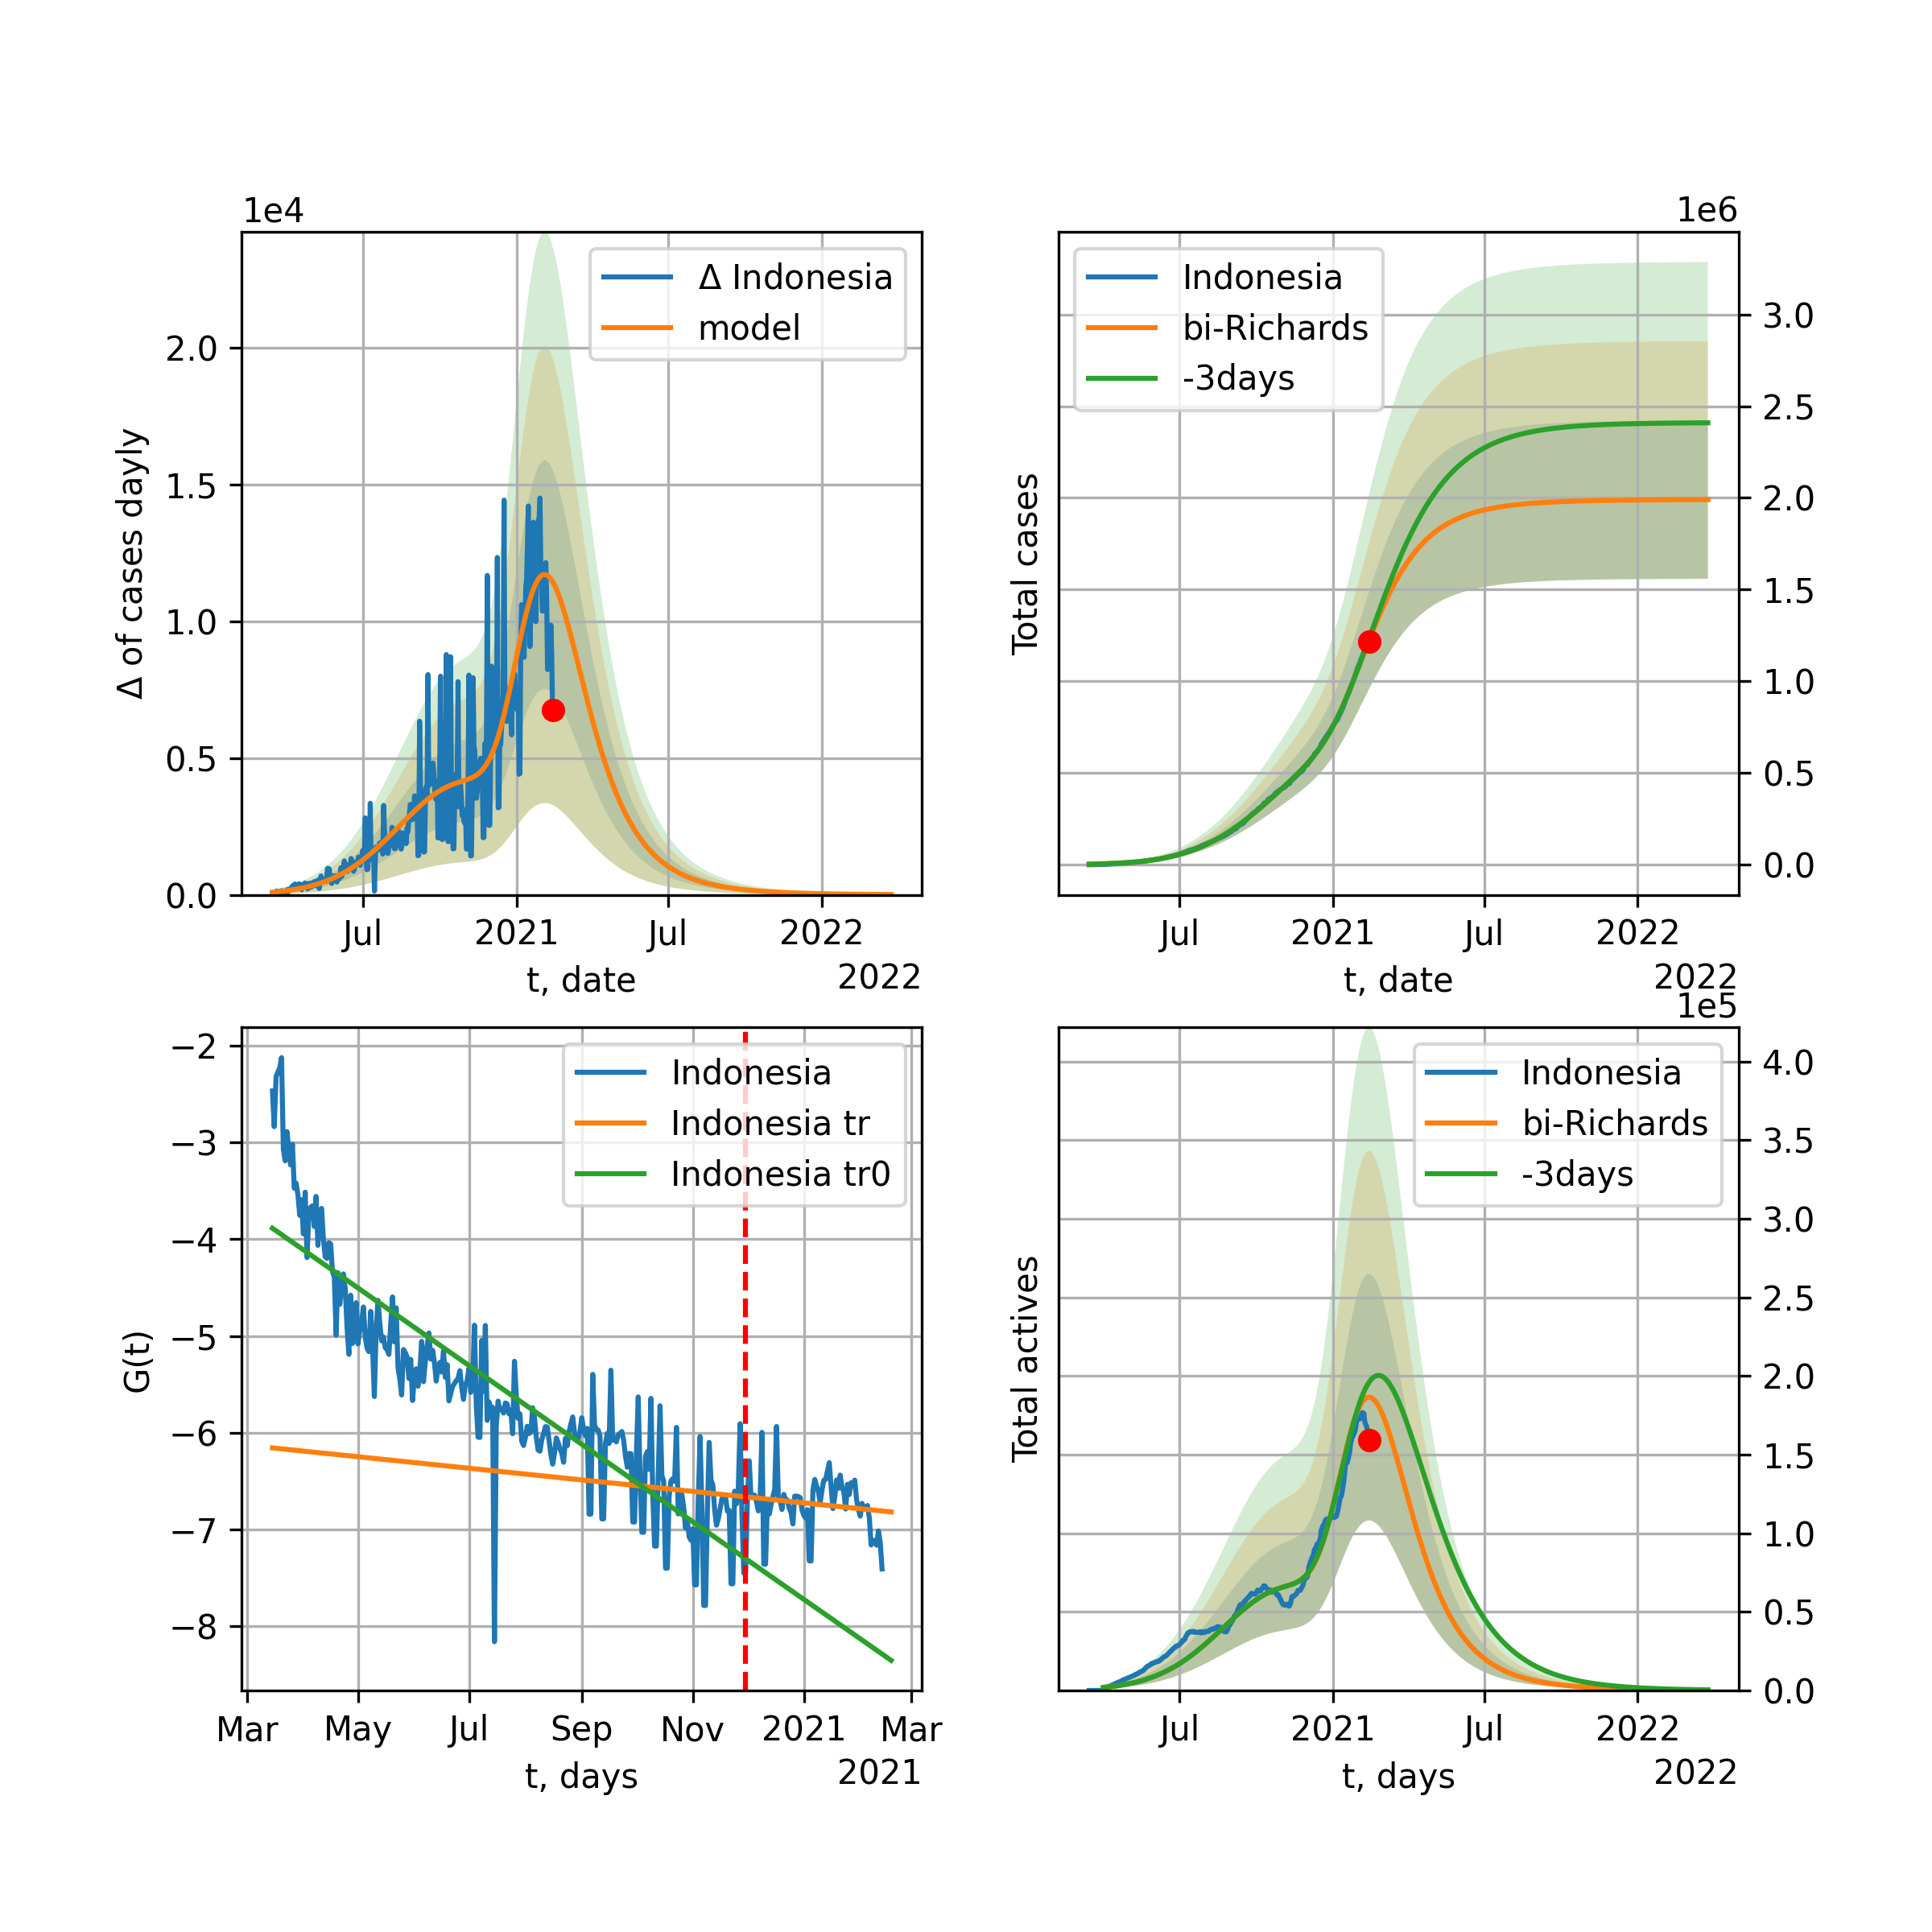 1e4
Δ Indonesia
model
2.0
1.5
1.0
0.5
0.0
Δ of cases dayly
Jul
2021
Jul
2022
t, date
2022
1e6
Indonesia
bi-Richards
-3days
3.0
2.5
2.0
1.5
1.0
0.5
0.0
Total cases
Jul
2021
Jul
2022
t, date
2022
Indonesia
Indonesia tr
Indonesia tr0
−2
−3
−4
−5
−6
−7
−8
G(t)
Mar
May
Jul
Sep
Nov
2021
Mar
t, days
2021
1e5
Indonesia
bi-Richards
-3days
4.0
3.5
3.0
2.5
2.0
1.5
1.0
0.5
0.0
Total actives
Jul
2021
Jul
2022
t, days
2022